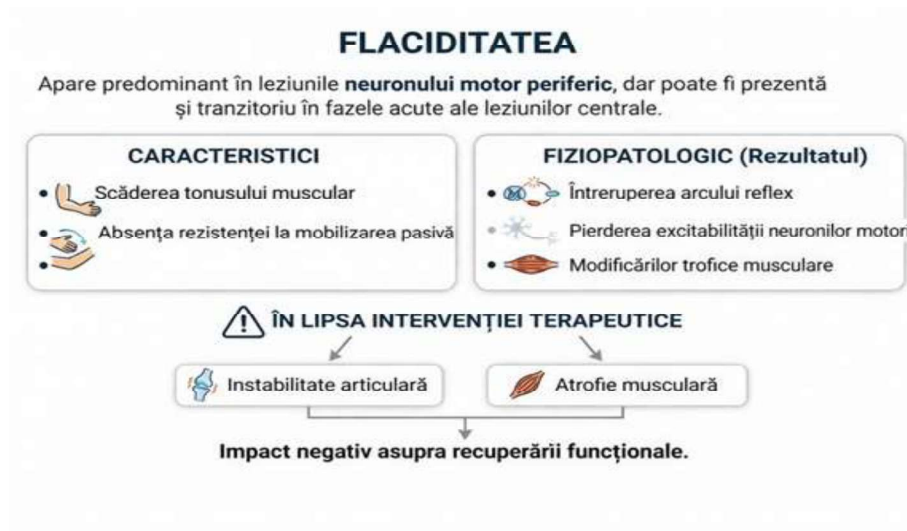 FLACIDITATEA
Apare predominant în leziunile neuronului motor periferic, dar poate fi prezentă
și tranzitoriu în fazele acute ale leziunilor centrale.
CARACTERISTICI
• Scăderea tonusului muscular
• Absența rezistenței la mobilizarea pasivă
•
FIZIOPATOLOGIC (Rezultatul)
• Întreruperea arcului reflex
• Pierderea excitabilității neuronilor motori
• Modificărilor trofice musculare
ÎN LIPSA INTERVENȚIEI TERAPEUTICE
Instabilitate articulară
Atrofie musculară
Impact negativ asupra recuperării funcționale.